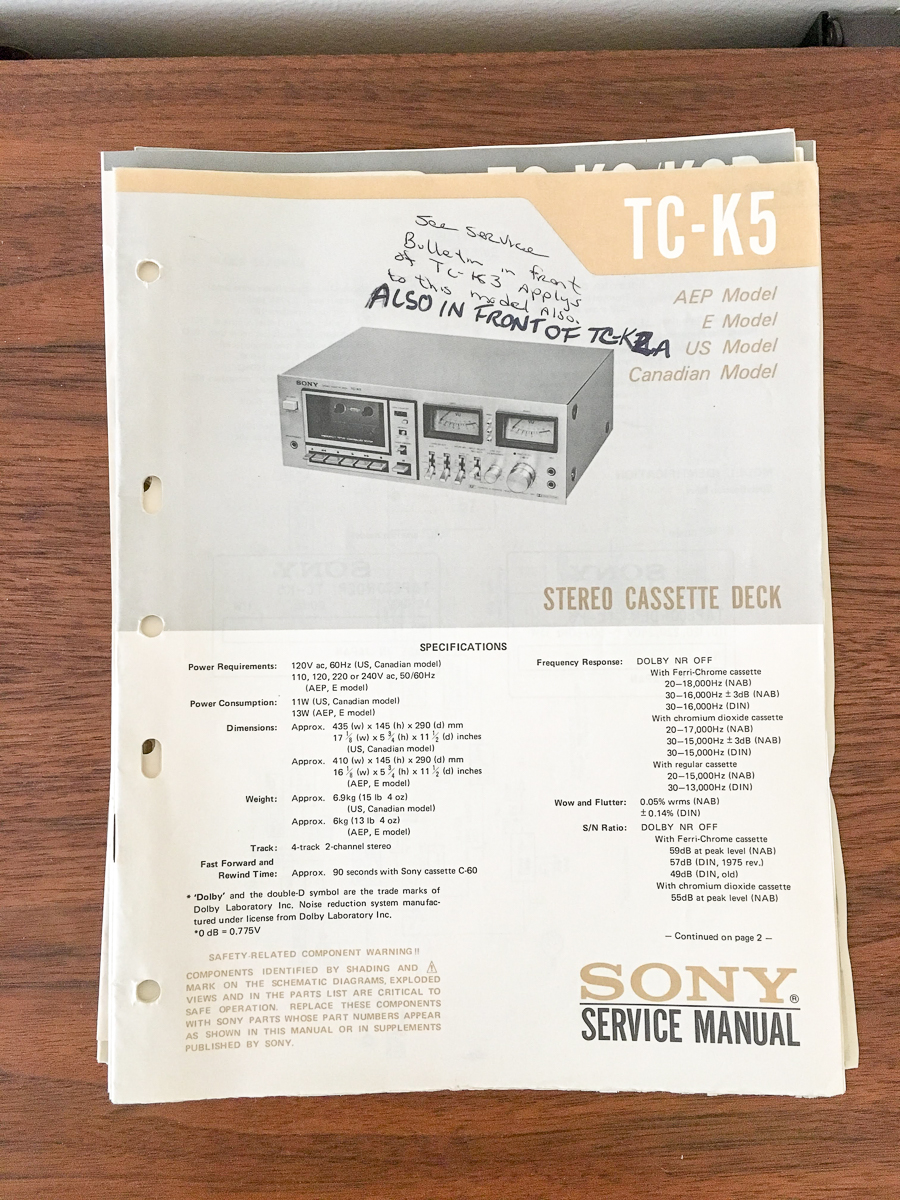 TC-K5
See Service
Bulletin in front
of TC-K3 Applys
to this model Also.
ALSO IN FRONT OF TC-K
AEP Model
E Model
US Model
Canadian Model
SONY
STEREO CASSETTE DECK
SPECIFICATIONS
Power Requirements: 120V ac, 60Hz (US, Canadian model)
110, 120, 220 or 240V ac, 50/60Hz
(AEP, E model)
Power Consumption: 11W (US, Canadian model)
13W (AEP, E model)
Dimensions: Approx. 435 (w) x 145 (h) x 290 (d) mm
17 1/8 (w) x 5 3/4 (h) x 11 1/2 (d) inches
(US, Canadian model)
Approx. 410 (w) x 145 (h) x 290 (d) mm
16 1/8 (w) x 5 3/4 (h) x 11 1/2 (d) inches
(AEP, E model)
Weight: Approx. 6.9kg (15 lb 4 oz)
(US, Canadian model)
Approx. 6kg (13 lb 4 oz)
(AEP, E model)
Track: 4-track 2-channel stereo
Fast Forward and
Rewind Time: Approx. 90 seconds with Sony cassette C-60
* 'Dolby' and the double-D symbol are the trade marks of
Dolby Laboratory Inc. Noise reduction system manufac-
tured under license from Dolby Laboratory Inc.
*0 dB = 0.775V
SAFETY-RELATED COMPONENT WARNING!!
COMPONENTS IDENTIFIED BY SHADING AND ⚠
MARK ON THE SCHEMATIC DIAGRAMS, EXPLODED
VIEWS AND IN THE PARTS LIST ARE CRITICAL TO
SAFE OPERATION. REPLACE THESE COMPONENTS
WITH SONY PARTS WHOSE PART NUMBERS APPEAR
AS SHOWN IN THIS MANUAL OR IN SUPPLEMENTS
PUBLISHED BY SONY.
Frequency Response: DOLBY NR OFF
With Ferri-Chrome cassette
20–18,000Hz (NAB)
30–16,000Hz ±3dB (NAB)
30–16,000Hz (DIN)
With chromium dioxide cassette
20–17,000Hz (NAB)
30–15,000Hz ±3dB (NAB)
30–15,000Hz (DIN)
With regular cassette
20–15,000Hz (NAB)
30–13,000Hz (DIN)
Wow and Flutter: 0.05% wrms (NAB)
±0.14% (DIN)
S/N Ratio: DOLBY NR OFF
With Ferri-Chrome cassette
59dB at peak level (NAB)
57dB (DIN, 1975 rev.)
49dB (DIN, old)
With chromium dioxide cassette
55dB at peak level (NAB)
– Continued on page 2 –
SONY®
SERVICE MANUAL